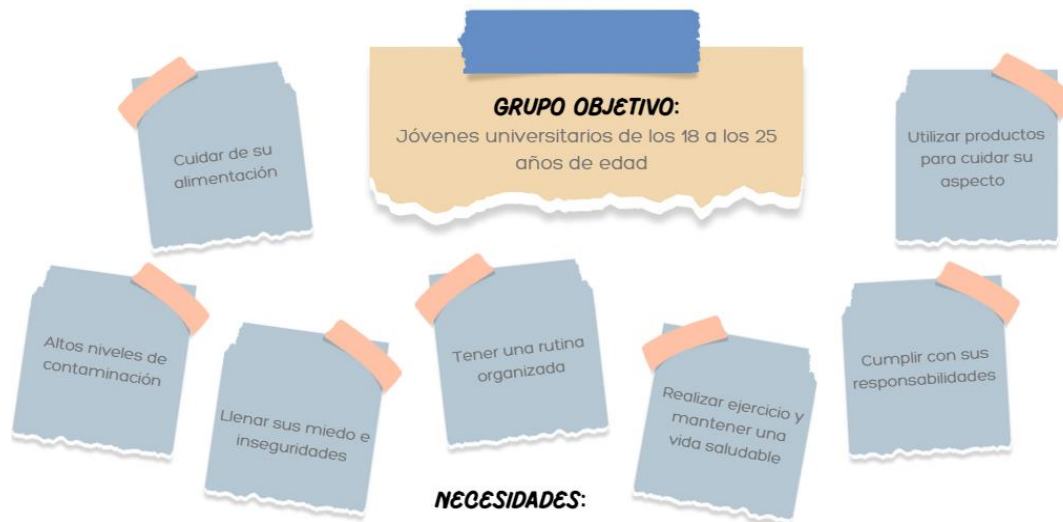 GRUPO OBJETIVO:
Jóvenes universitarios de los 18 a los 25
años de edad
Cuidar de su
alimentación
Utilizar productos
para cuidar su
aspecto
Altos niveles de
contaminación
Llenar sus miedo e
inseguridades
Tener una rutina
organizada
Realizar ejercicio y
mantener una
vida saludable
Cumplir con sus
responsabilidades
NECESIDADES: